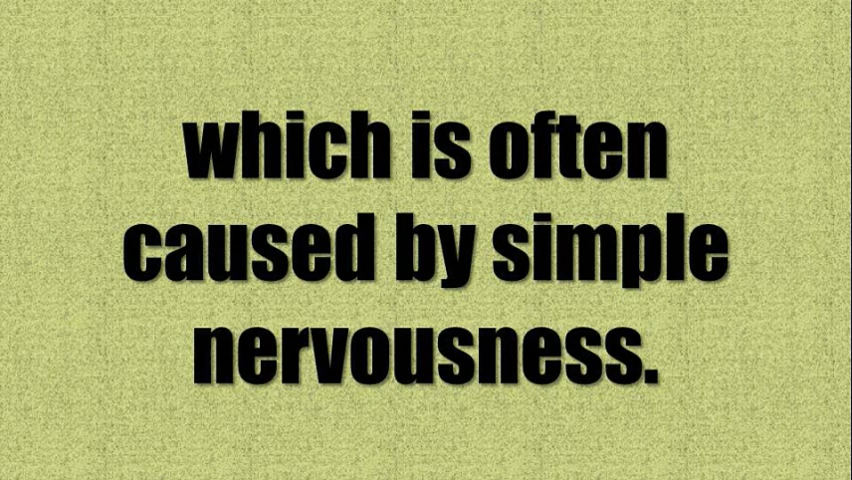 which is often
caused by simple
nervousness.